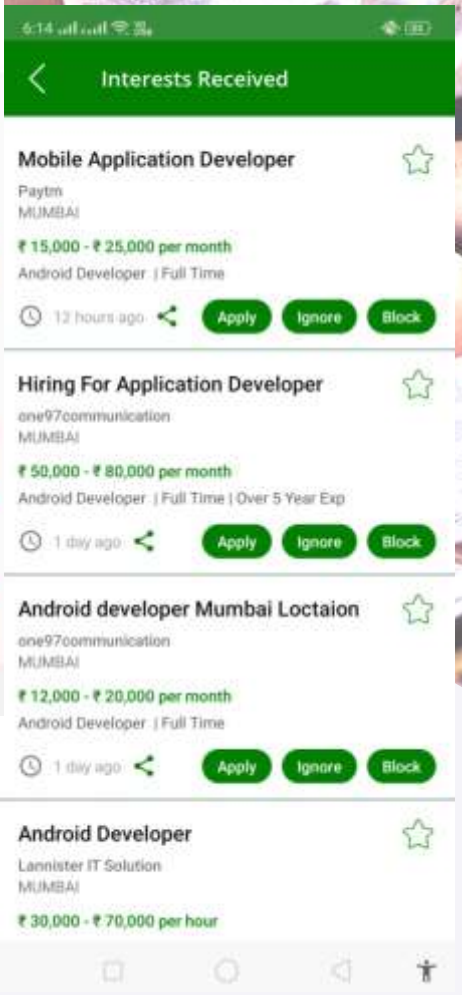 6:14
Interests Received
Mobile Application Developer
Paytm
MUMBAI
₹ 15,000 - ₹ 25,000 per month
Android Developer | Full Time
12 hours ago Apply Ignore Block
Hiring For Application Developer
one97communication
MUMBAI
₹ 50,000 - ₹ 80,000 per month
Android Developer | Full Time | Over 5 Year Exp
1 day ago Apply Ignore Block
Android developer Mumbai Loctaion
one97communication
MUMBAI
₹ 12,000 - ₹ 20,000 per month
Android Developer | Full Time
1 day ago Apply Ignore Block
Android Developer
Lannister IT Solution
MUMBAI
₹ 30,000 - ₹ 70,000 per hour